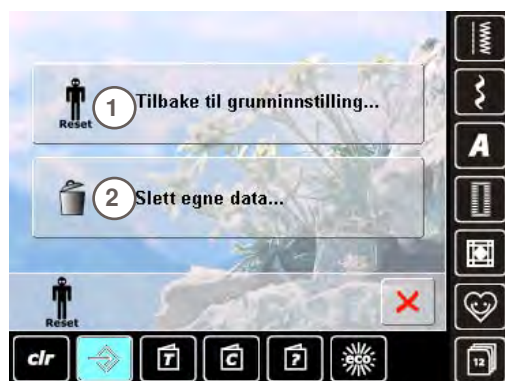 1
Tilbake til grunninnstilling...
Reset
2
Slett egne data...
Reset
A
12
clr
T
C
?
eco